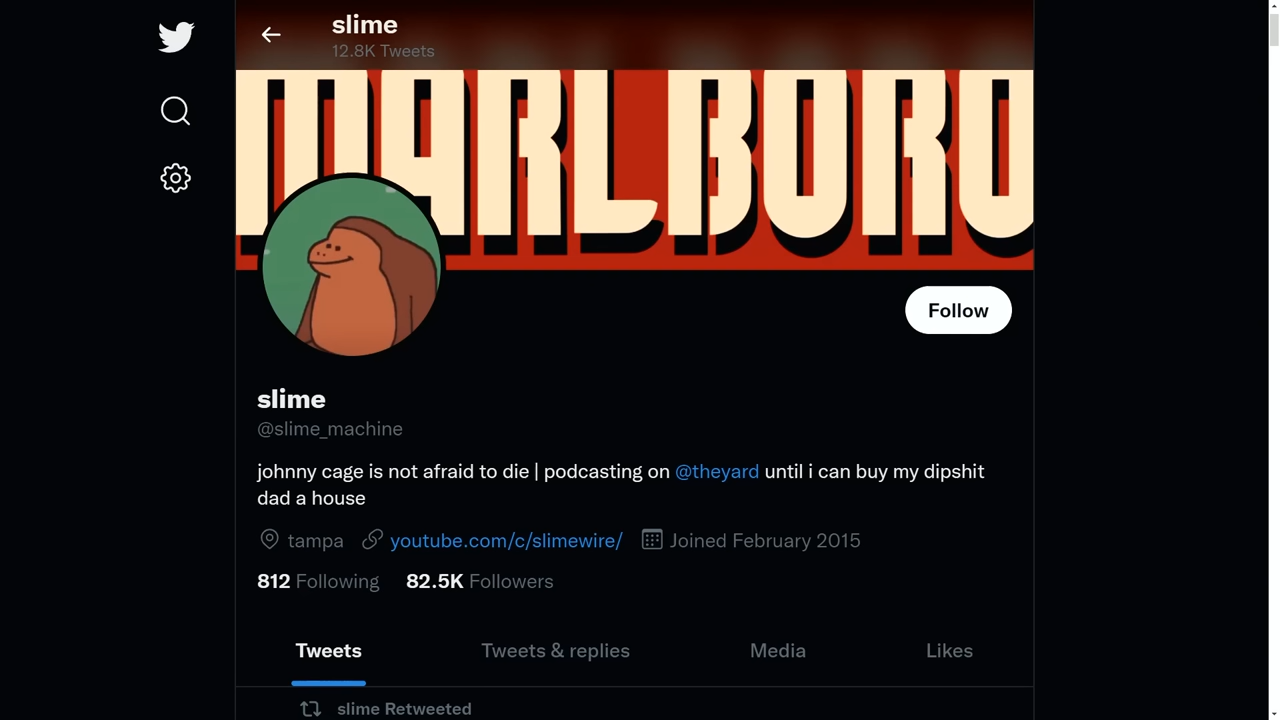 slime
12.8K Tweets
MARLBORO
Follow
slime
@slime_machine
johnny cage is not afraid to die | podcasting on @theyard until i can buy my dipshit
dad a house
tampa youtube.com/c/slimewire/ Joined February 2015
812 Following 82.5K Followers
Tweets Tweets & replies Media Likes
slime Retweeted